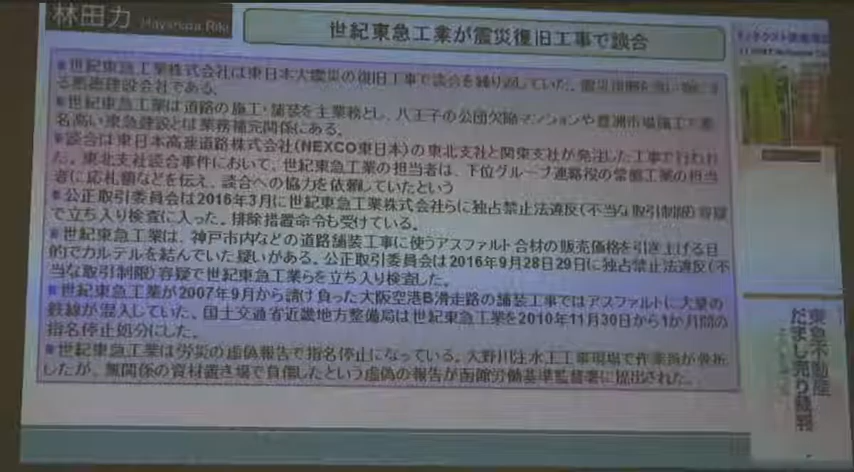 林田力 Hayashida Riki
世紀東急工業が震災復旧工事で談合
■世紀東急工業株式会社は東日本大震災の復旧工事で談合を繰り返していた。震災復興を
る悪徳建設会社である。
■世紀東急工業は道路の施工・舗装を主業務とし、八王子の公団欠陥マンションや豊洲市場施工で悪
名高い東急建設とは業務補完関係にある。
■談合は東日本高速道路株式会社(NEXCO東日本)の東北支社と関東支社が発注した工事で行われ
た。東北支社談合事件において、世紀東急工業の担当者は、下位グループ連絡役の常盤工業の担当
者に応札額などを伝え、談合への協力を依頼していたという
■公正取引委員会は2016年3月に世紀東急工業株式会社らに独占禁止法違反(不当な取引制限)容疑
で立ち入り検査に入った。排除措置命令も受けている。
■世紀東急工業は、神戸市内などの道路舗装工事に使うアスファルト合材の販売価格を引き上げる目
的でカルテルを結んでいた疑いがある。公正取引委員会は2016年9月28日29日に独占禁止法違反(不
当な取引制限)容疑で世紀東急工業らを立ち入り検査した。
■世紀東急工業が2007年9月から請け負った大阪空港B滑走路の舗装工事ではアスファルトに大量の
鉄線が混入していた。国土交通省近畿地方整備局は世紀東急工業を2010年11月30日から1か月間の
指名停止処分にした。
■世紀東急工業は労災の虚偽報告で指名停止になっている。大野川注水工工事現場で作業員が骨折
したが、無関係の資材置き場で負傷したという虚偽の報告が函館労働基準監督署に提出された。
東急不動産
だまし売り裁判